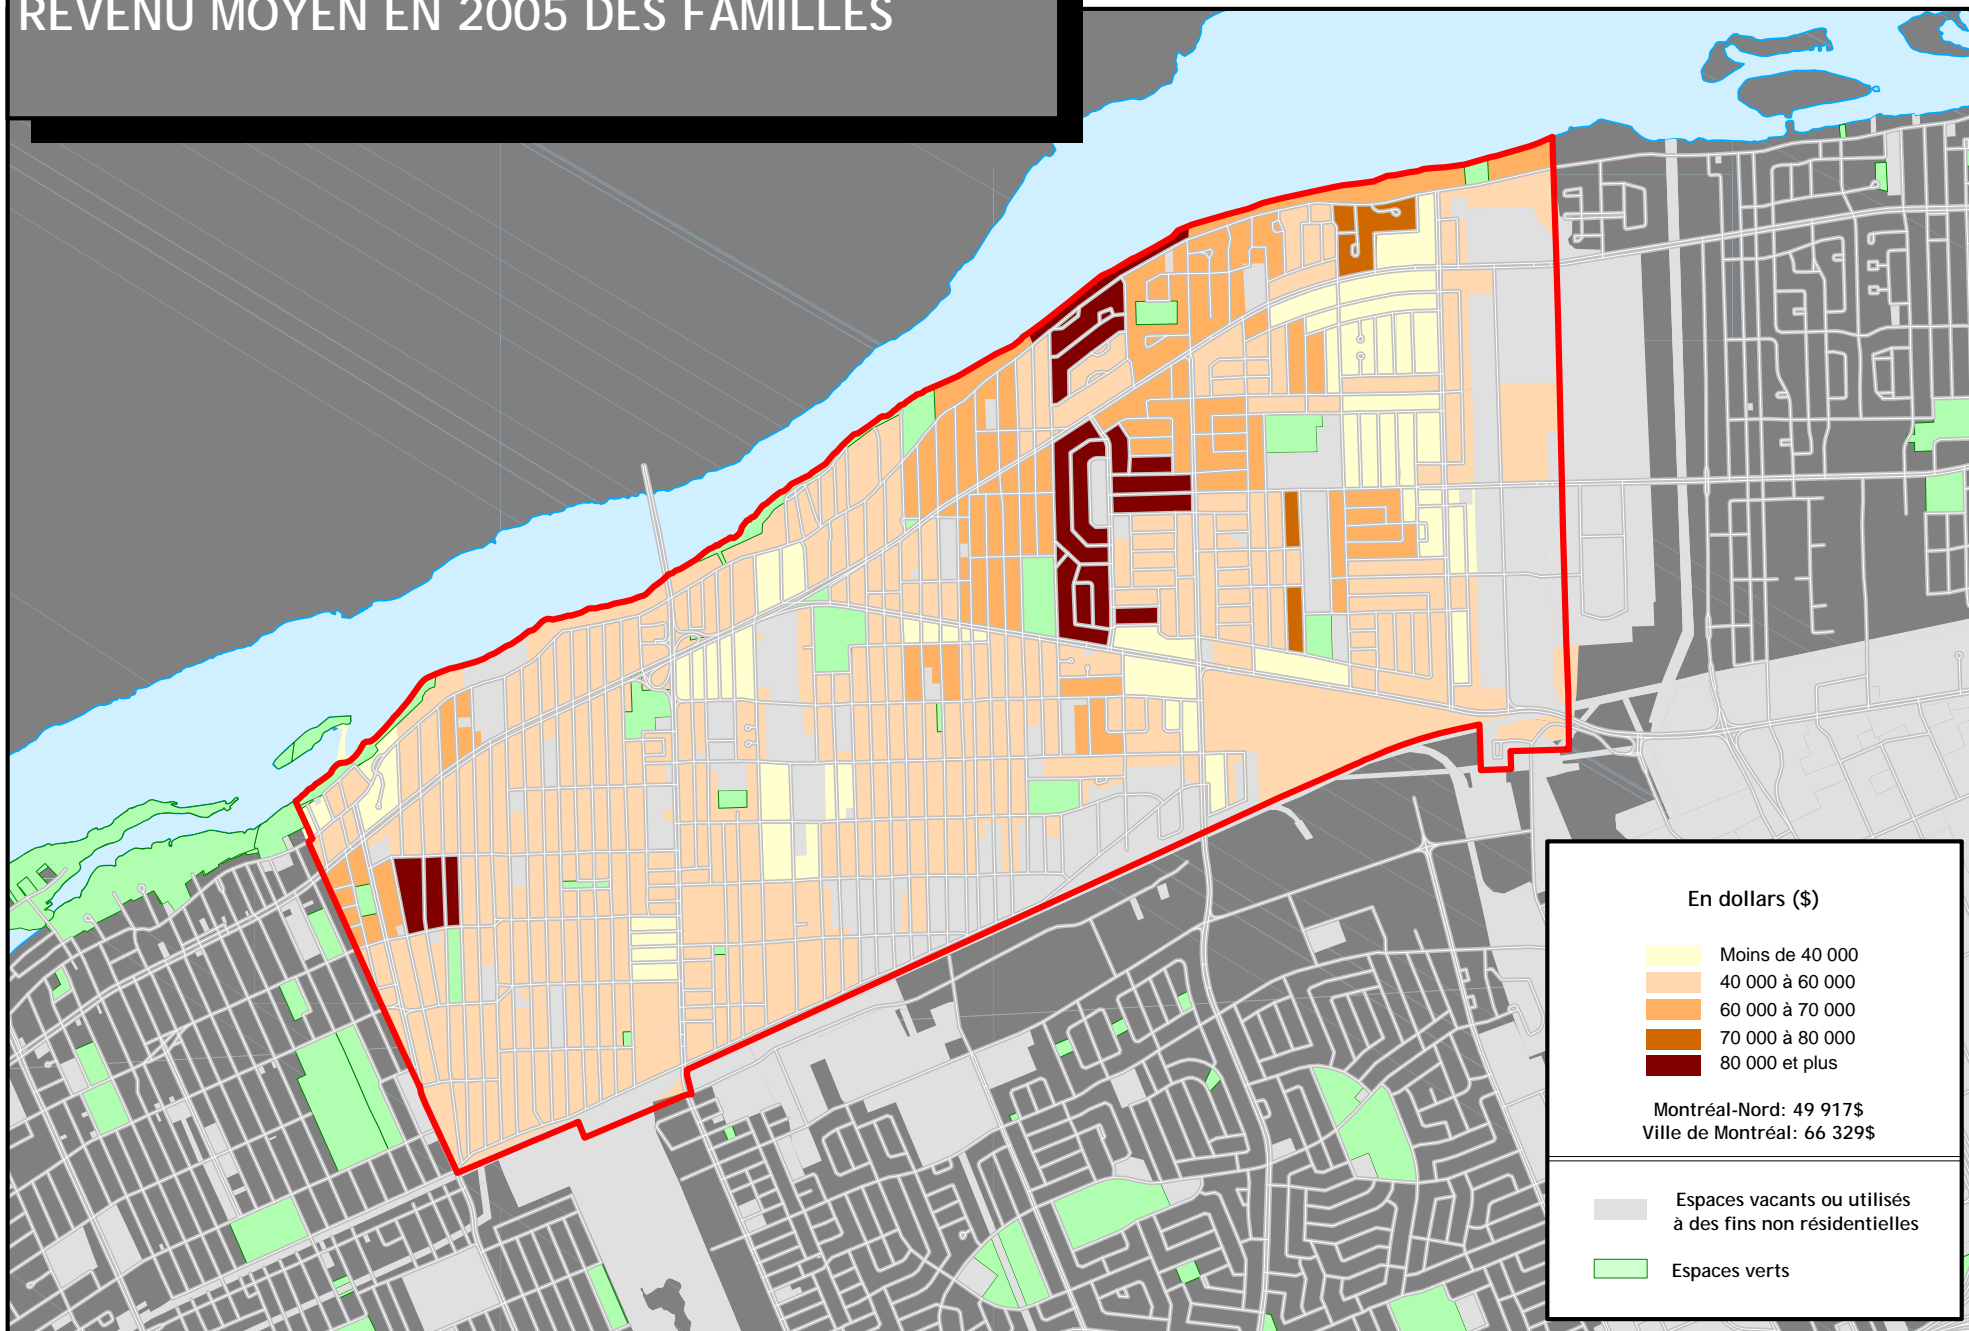 REVENU MOYEN EN 2005 DES FAMILLES
En dollars ($)
Moins de 40 000
40 000 à 60 000
60 000 à 70 000
70 000 à 80 000
80 000 et plus
Montréal-Nord: 49 917$
Ville de Montréal: 66 329$
Espaces vacants ou utilisés
à des fins non résidentielles
Espaces verts